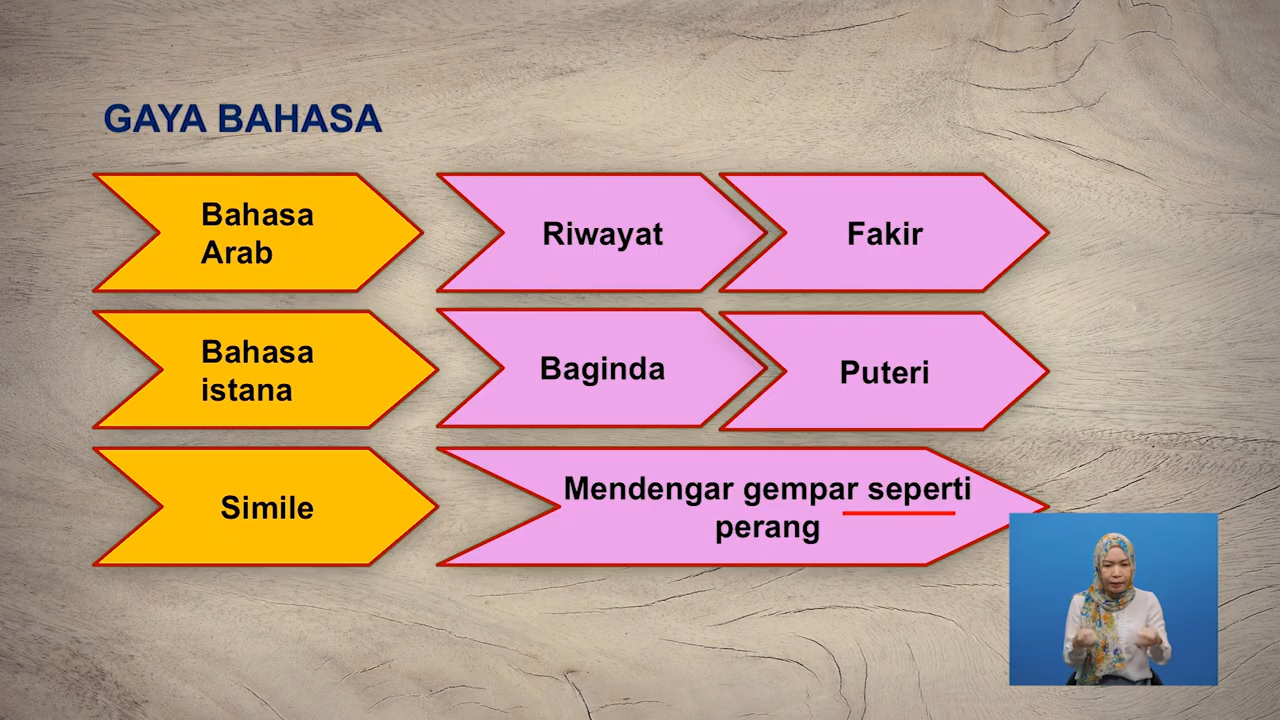 GAYA BAHASA
Bahasa
Arab
Riwayat
Fakir
Bahasa
istana
Baginda
Puteri
Simile
Mendengar gempar seperti
perang